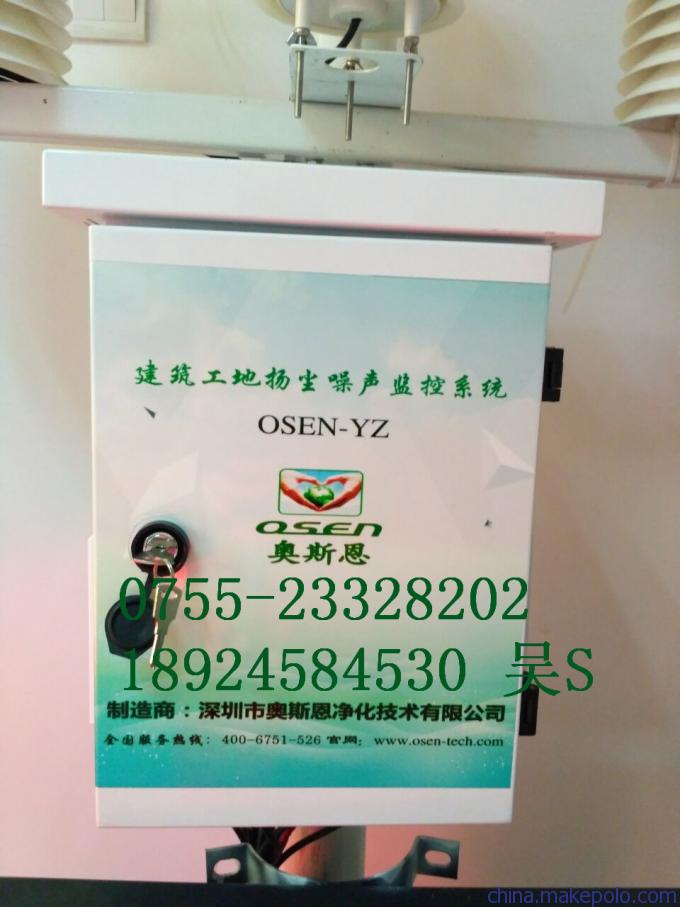 建筑工地扬尘噪声监控系统
OSEN-YZ
OSEN
奥斯恩
0755-23328202
18924584530 吴S
制造商：深圳市奥斯恩净化技术有限公司
全国服务热线：400-6751-526 官网：www.osen-tech.com
china.makepolo.com